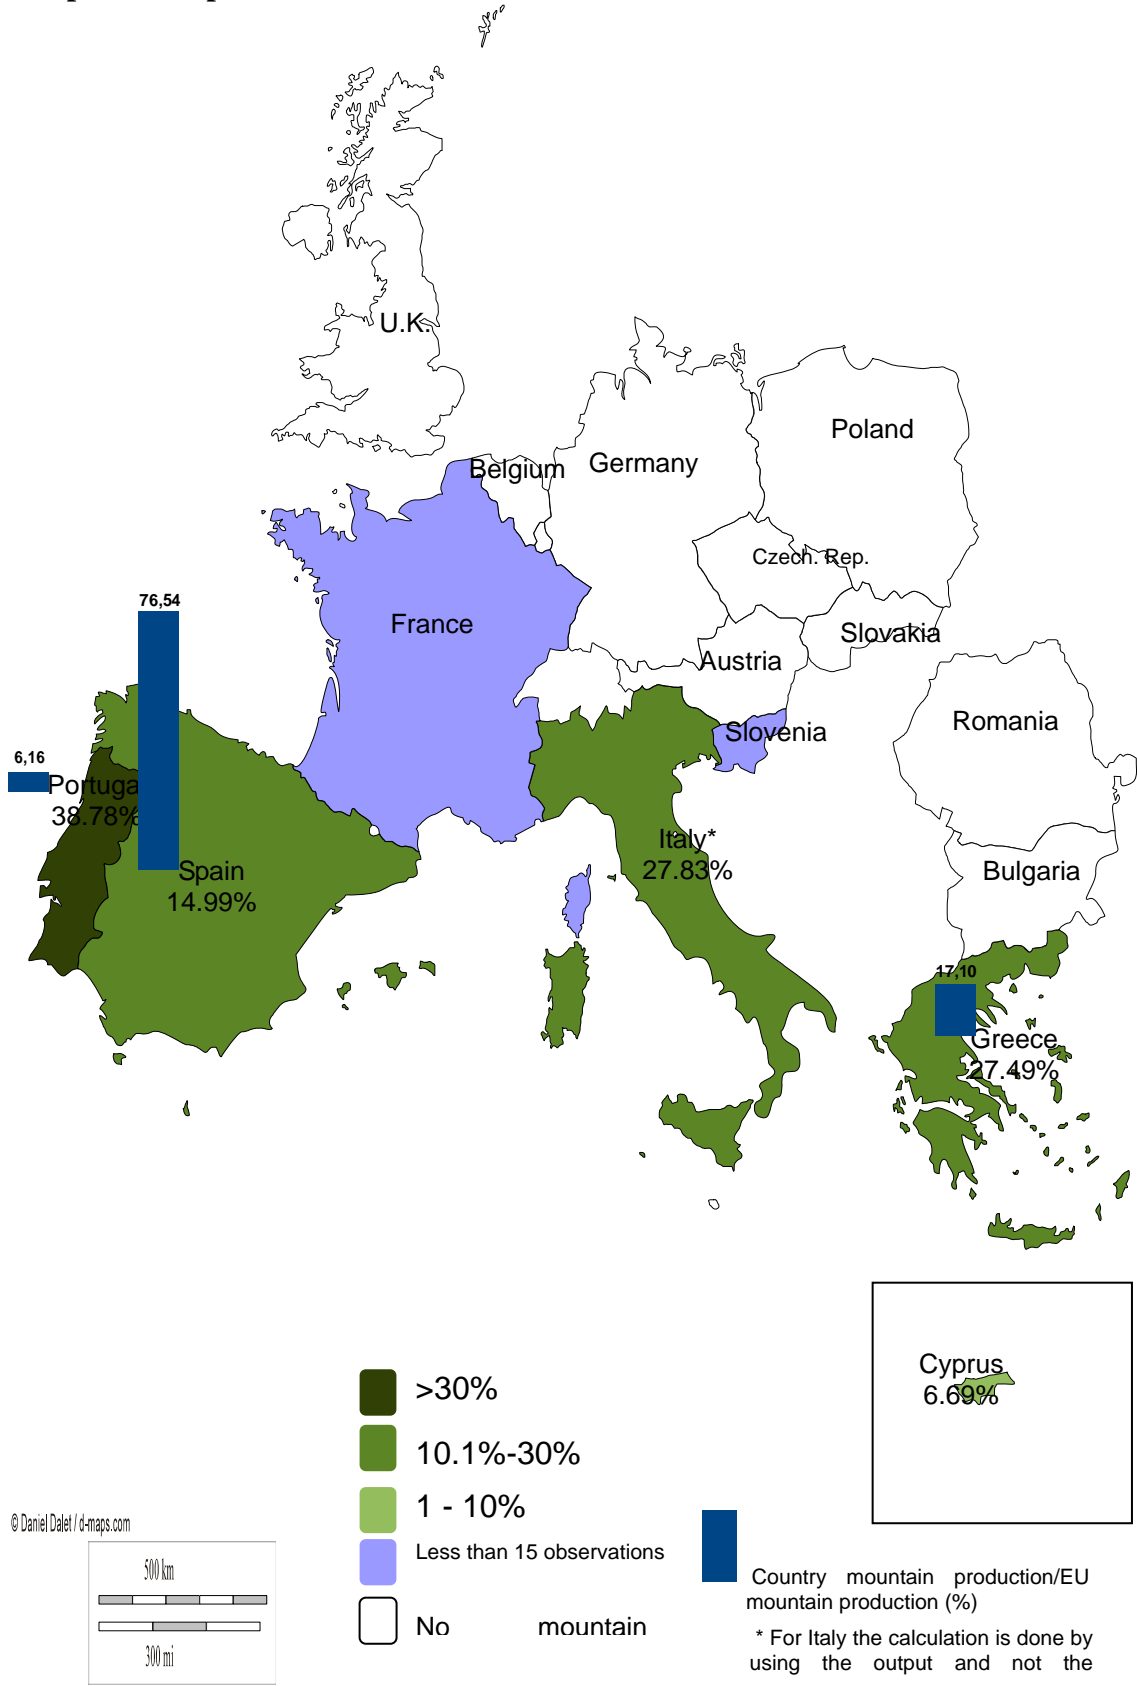 U.K.
Poland
Belgium
Germany
Czech. Rep.
76,54
France
Slovakia
Austria
Romania
Slovenia
6,16
Portuga
38.78%
Italy*
27.83%
Spain
14.99%
Bulgaria
17,10
Greece
27.49%
Cyprus
6.69%
>30%
10.1%-30%
1 - 10%
Less than 15 observations
No mountain
© Daniel Dalet / d-maps.com
500 km
300 mi
Country mountain production/EU
mountain production (%)
* For Italy the calculation is done by
using the output and not the